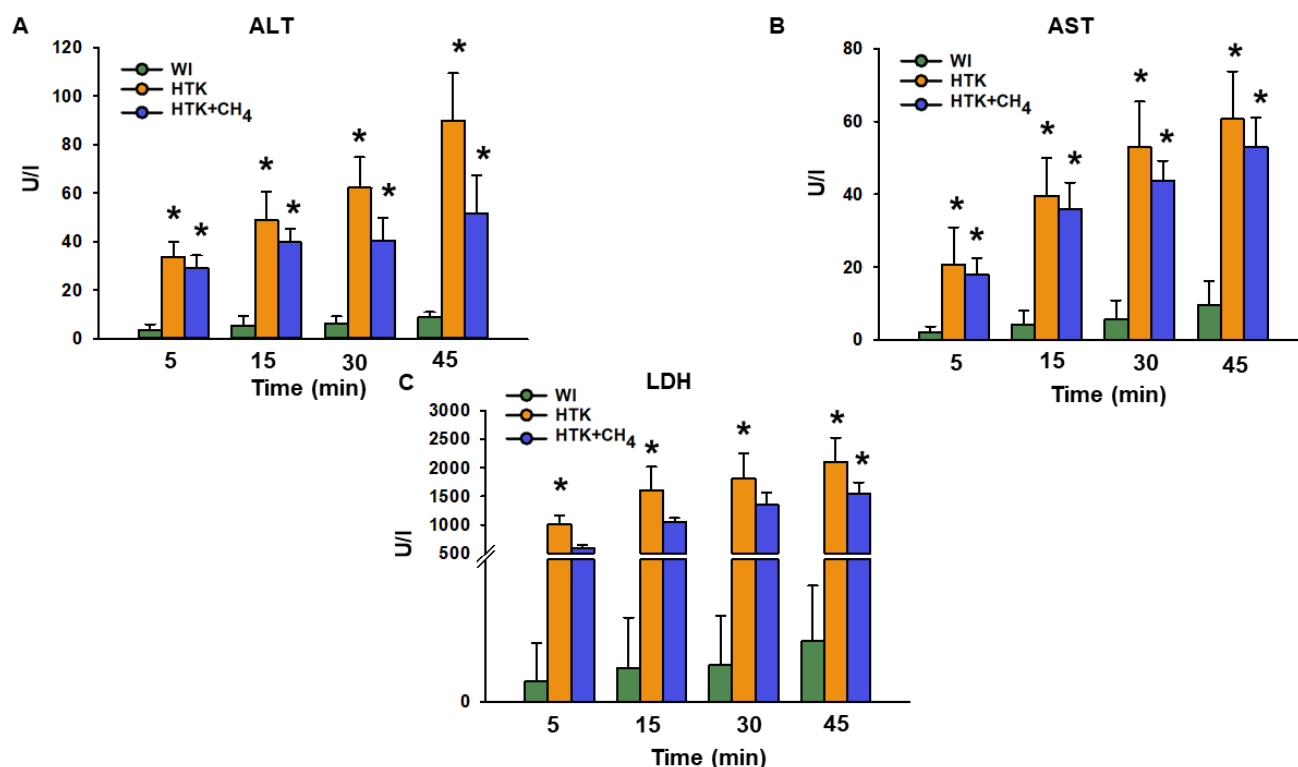 A
ALT
120
100
80
60
40
20
0
U/l
WI
HTK
HTK+CH4
*
*
*
*
*
*
*
*
5 15 30 45
Time (min)
B
AST
80
60
40
20
0
U/l
WI
HTK
HTK+CH4
*
*
*
*
*
*
*
*
5 15 30 45
Time (min)
C
LDH
3000
2500
2000
1500
1000
500
0
U/l
WI
HTK
HTK+CH4
*
*
*
*
*
5 15 30 45
Time (min)